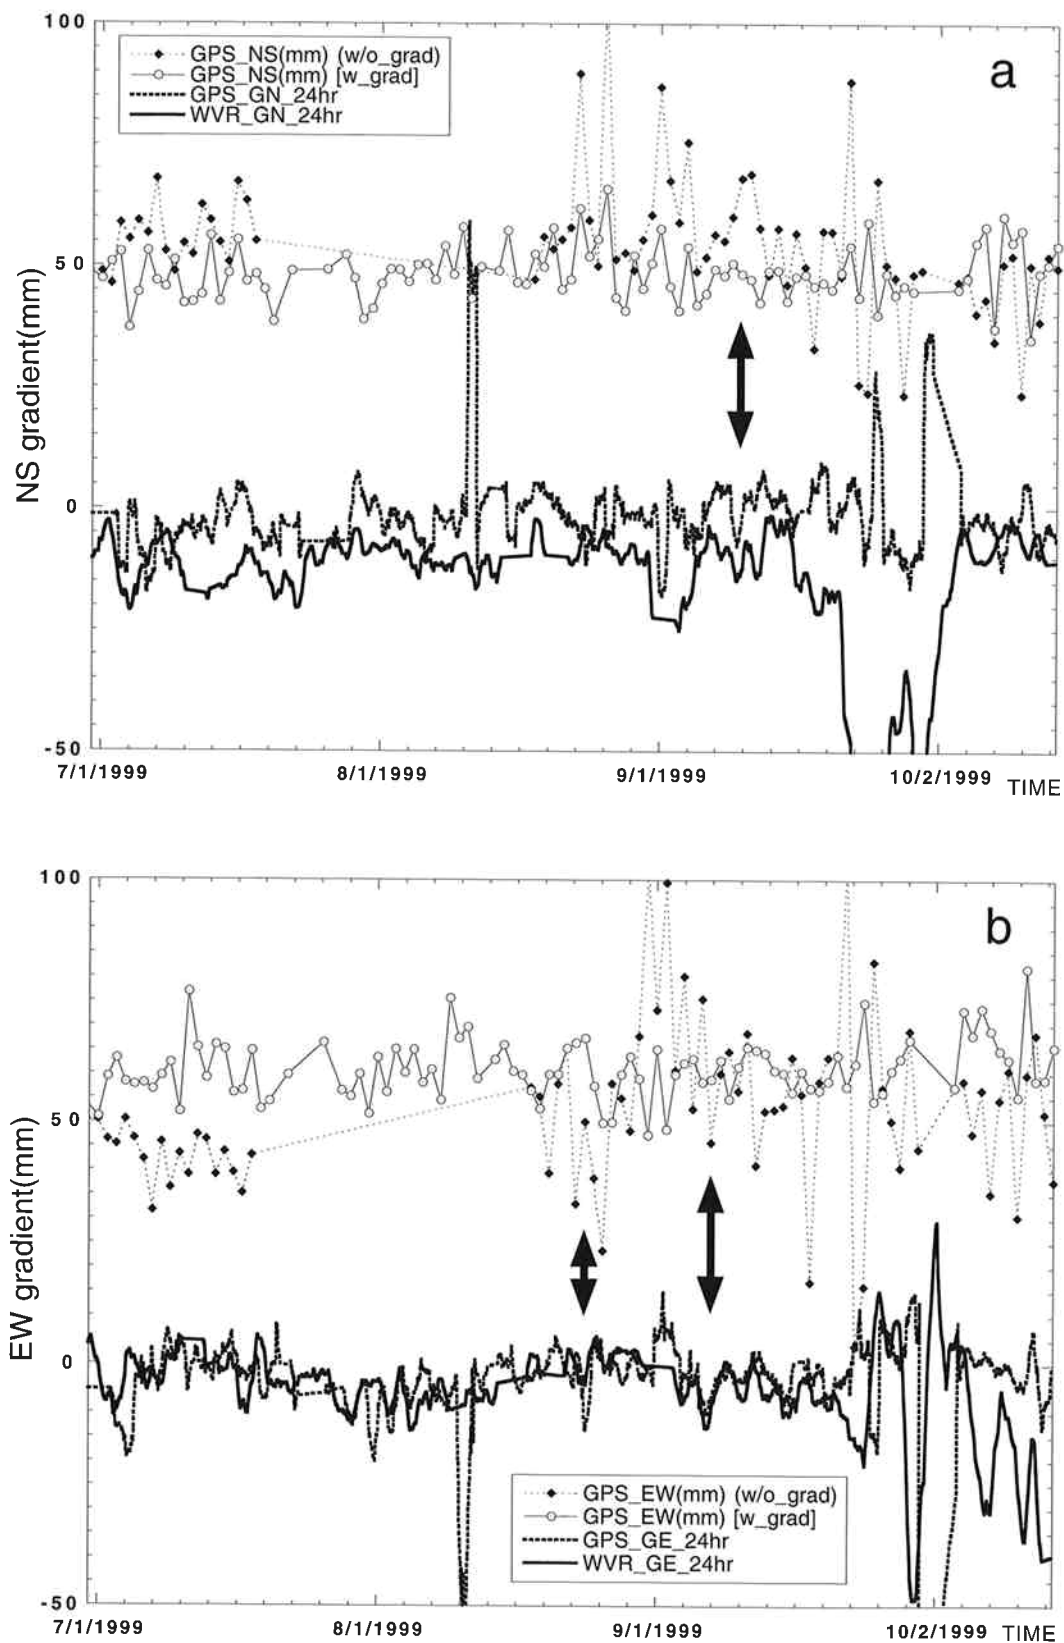 100
GPS_NS(mm) (w/o_grad)
GPS_NS(mm) [w_grad]
GPS_GN_24hr
WVR_GN_24hr
a
50
NS gradient(mm)
0
-50
7/1/1999 8/1/1999 9/1/1999 10/2/1999 TIME
100
b
50
EW gradient(mm)
0
GPS_EW(mm) (w/o_grad)
GPS_EW(mm) [w_grad]
GPS_GE_24hr
WVR_GE_24hr
-50
7/1/1999 8/1/1999 9/1/1999 10/2/1999 TIME